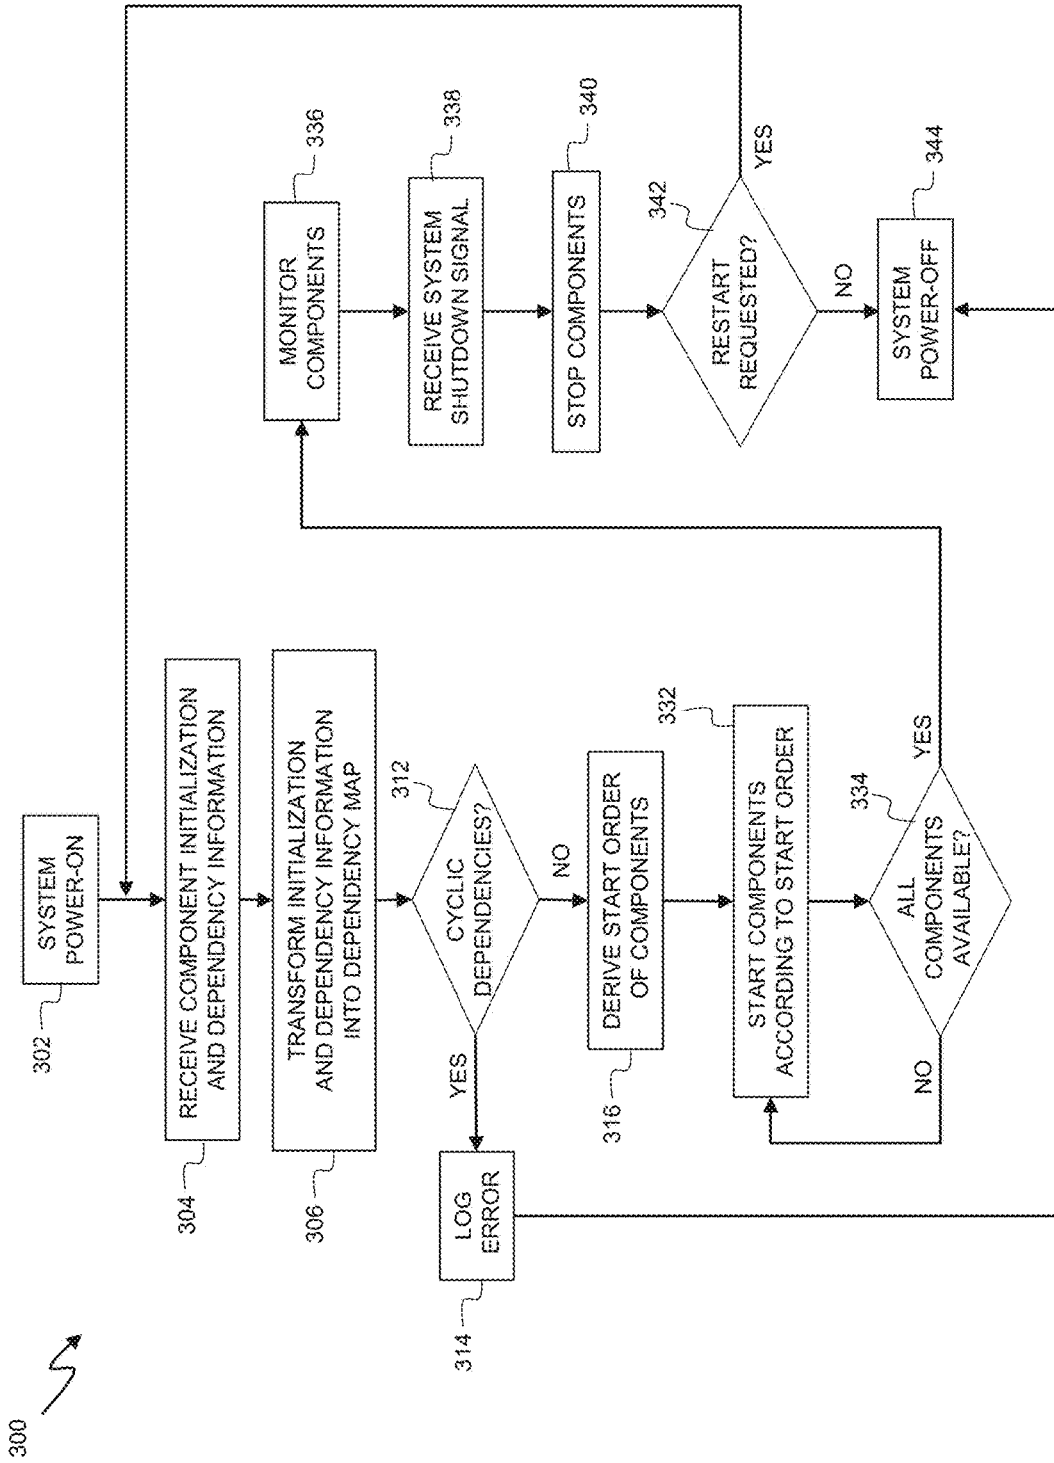 300
302
SYSTEM
POWER-ON
304
RECEIVE COMPONENT INITIALIZATION
AND DEPENDENCY INFORMATION
306
TRANSFORM INITIALIZATION
AND DEPENDENCY INFORMATION
INTO DEPENDENCY MAP
312
CYCLIC
DEPENDENCIES?
YES
NO
314
LOG
ERROR
316
DERIVE START ORDER
OF COMPONENTS
332
START COMPONENTS
ACCORDING TO START ORDER
334
ALL
COMPONENTS
AVAILABLE?
NO
YES
336
MONITOR
COMPONENTS
338
RECEIVE SYSTEM
SHUTDOWN SIGNAL
340
STOP COMPONENTS
342
RESTART
REQUESTED?
YES
NO
344
SYSTEM
POWER-OFF